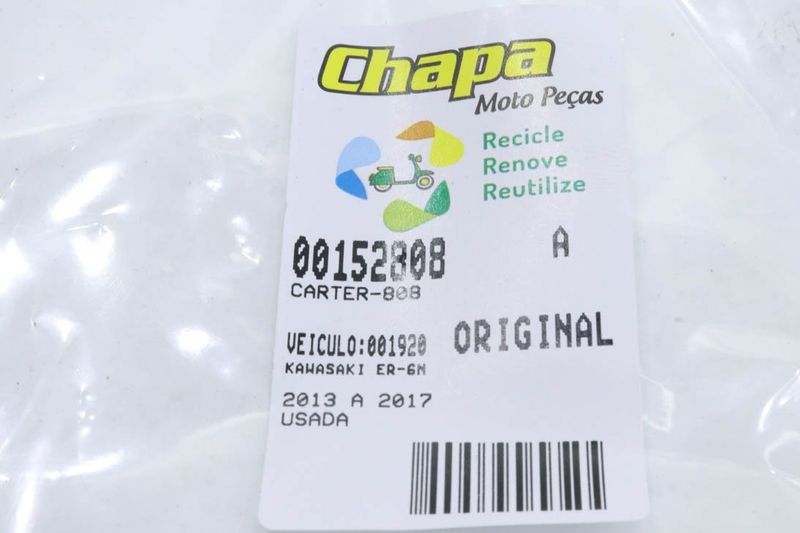 Chapa
Moto Peças
Recicle
Renove
Reutilize
00152808
A
CARTER-808
VEICULO:001920
ORIGINAL
KAWASAKI ER-6N
2013 A 2017
USADA